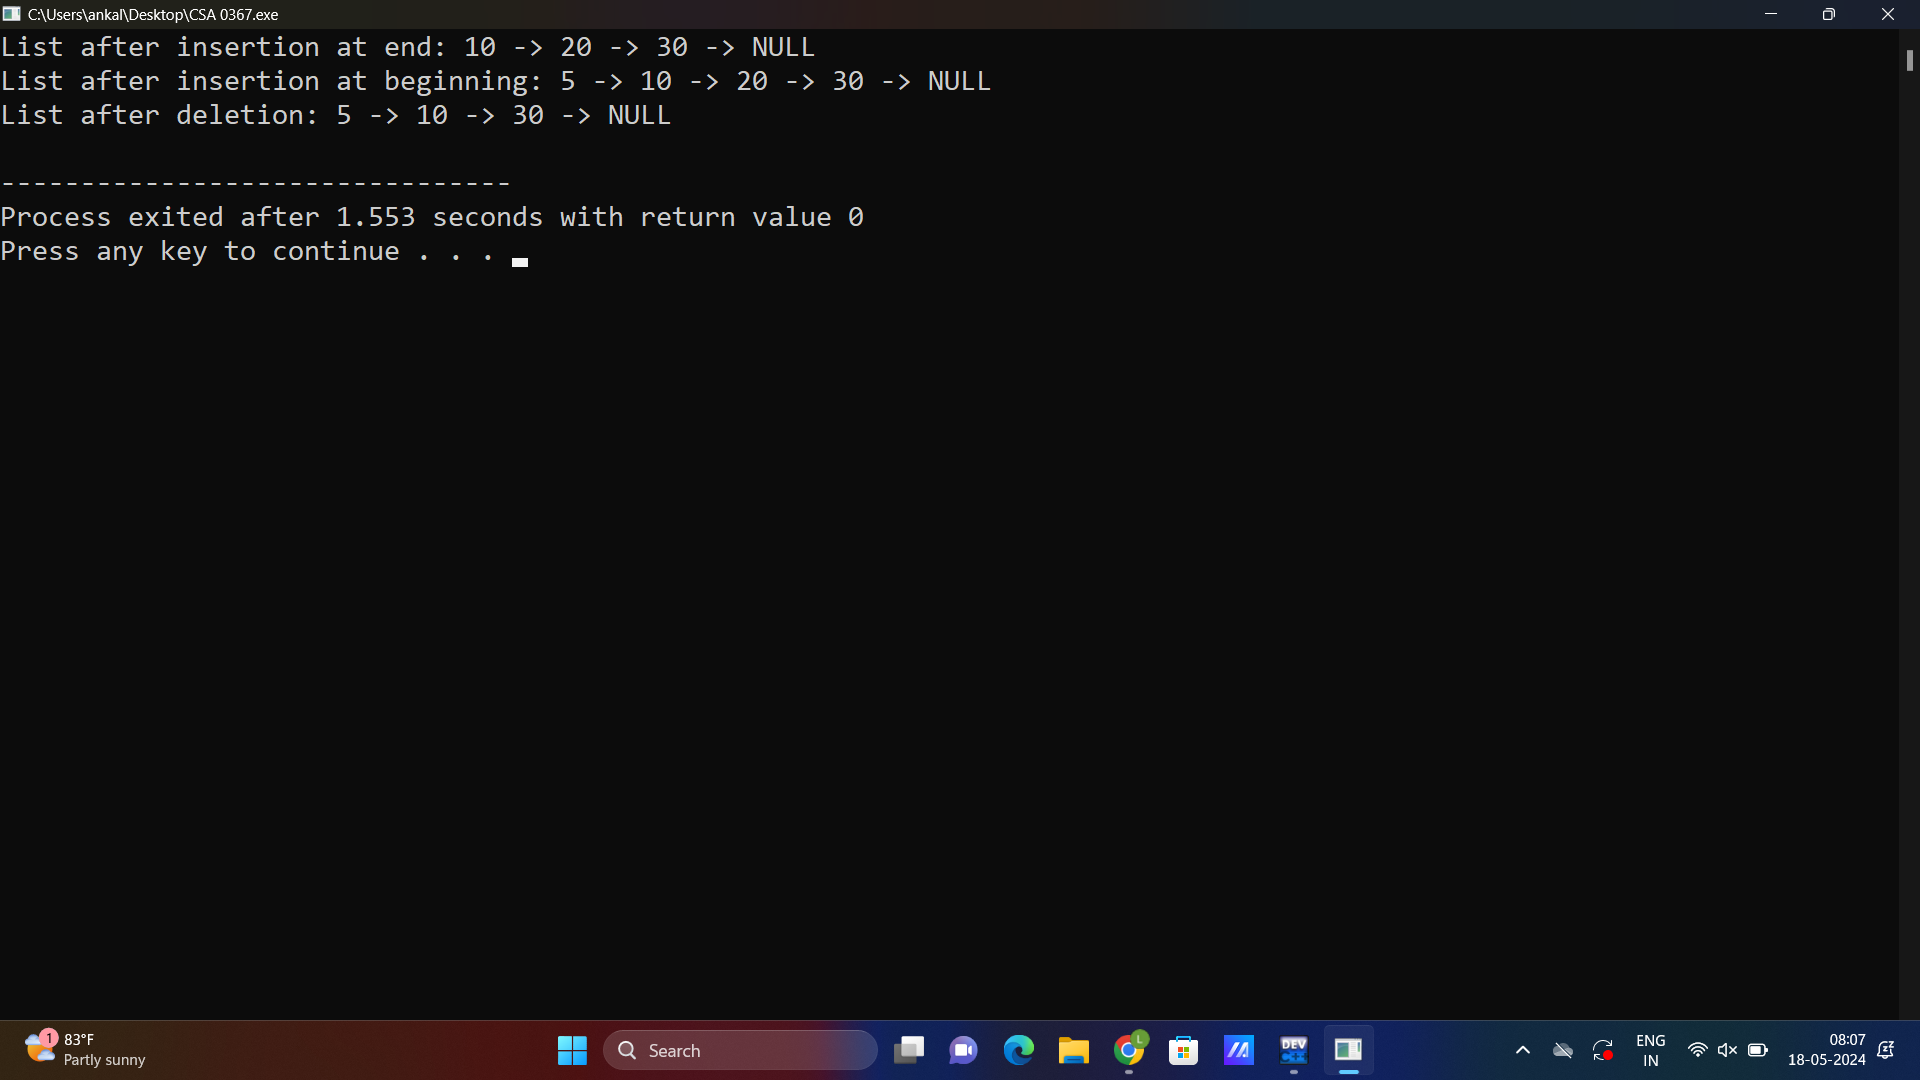 C:\Users\ankal\Desktop\CSA 0367.exe
List after insertion at end: 10 -> 20 -> 30 -> NULL
List after insertion at beginning: 5 -> 10 -> 20 -> 30 -> NULL
List after deletion: 5 -> 10 -> 30 -> NULL
--------------------------------
Process exited after 1.553 seconds with return value 0
Press any key to continue . . .
1
83°F
Partly sunny
Search
L
DEV
C++
ENG
IN
08:07
18-05-2024